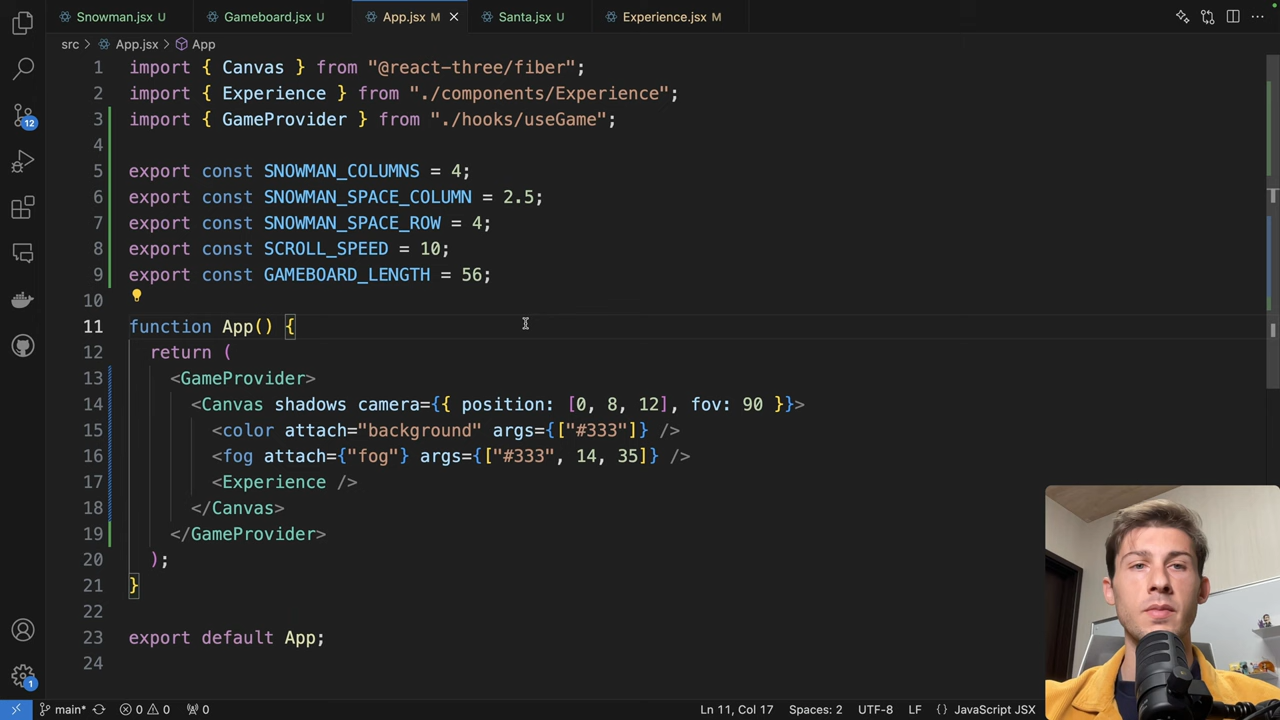 Snowman.jsx U
Gameboard.jsx U
App.jsx M
Santa.jsx U
Experience.jsx M
src > App.jsx > App
1 import { Canvas } from "@react-three/fiber";
2 import { Experience } from "./components/Experience";
3 import { GameProvider } from "./hooks/useGame";
4
5 export const SNOWMAN_COLUMNS = 4;
6 export const SNOWMAN_SPACE_COLUMN = 2.5;
7 export const SNOWMAN_SPACE_ROW = 4;
8 export const SCROLL_SPEED = 10;
9 export const GAMEBOARD_LENGTH = 56;
10
11 function App() {
12 return (
13 <GameProvider>
14 <Canvas shadows camera={{ position: [0, 8, 12], fov: 90 }}>
15 <color attach="background" args={["#333"]} />
16 <fog attach={"fog"} args={["#333", 14, 35]} />
17 <Experience />
18 </Canvas>
19 </GameProvider>
20 );
21 }
22
23 export default App;
24
12
1
main* 0 0 0 Ln 11, Col 17 Spaces: 2 UTF-8 LF {} JavaScript JSX